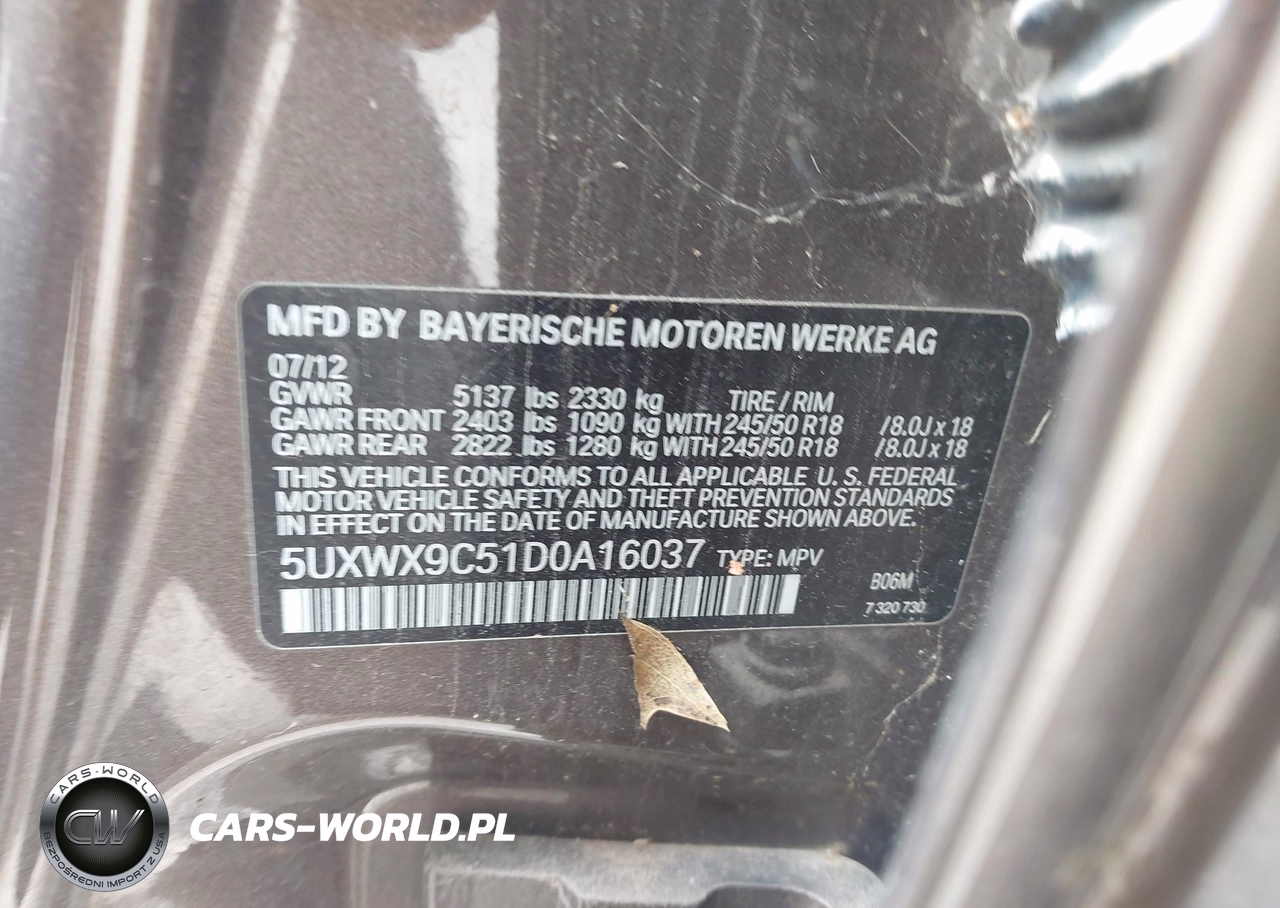 MFD BY BAYERISCHE MOTOREN WERKE AG
07/12
GVWR 5137 lbs 2330 kg TIRE / RIM
GAWR FRONT 2403 lbs 1090 kg WITH 245/50 R18 /8.0J x 18
GAWR REAR 2822 lbs 1280 kg WITH 245/50 R18 /8.0J x 18
THIS VEHICLE CONFORMS TO ALL APPLICABLE U. S. FEDERAL
MOTOR VEHICLE SAFETY AND THEFT PREVENTION STANDARDS
IN EFFECT ON THE DATE OF MANUFACTURE SHOWN ABOVE.
5UXWX9C51D0A16037 TYPE: MPV
B06M
7 320 730
CARS-WORLD
CW
BEZPOŚREDNI IMPORT Z USA
CARS-WORLD.PL